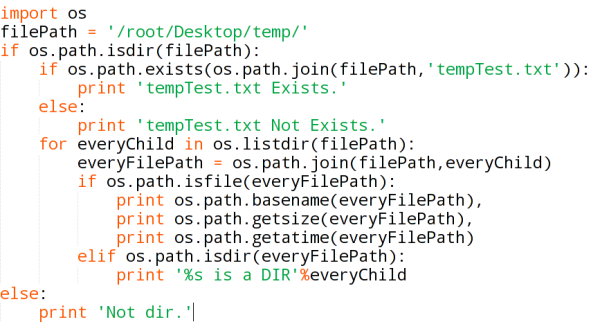 import os
filePath = '/root/Desktop/temp/'
if os.path.isdir(filePath):
    if os.path.exists(os.path.join(filePath,'tempTest.txt')):
        print 'tempTest.txt Exists.'
    else:
        print 'tempTest.txt Not Exists.'
    for everyChild in os.listdir(filePath):
        everyFilePath = os.path.join(filePath,everyChild)
        if os.path.isfile(everyFilePath):
            print os.path.basename(everyFilePath),
            print os.path.getsize(everyFilePath),
            print os.path.getatime(everyFilePath)
        elif os.path.isdir(everyFilePath):
            print '%s is a DIR'%everyChild
else:
    print 'Not dir.'